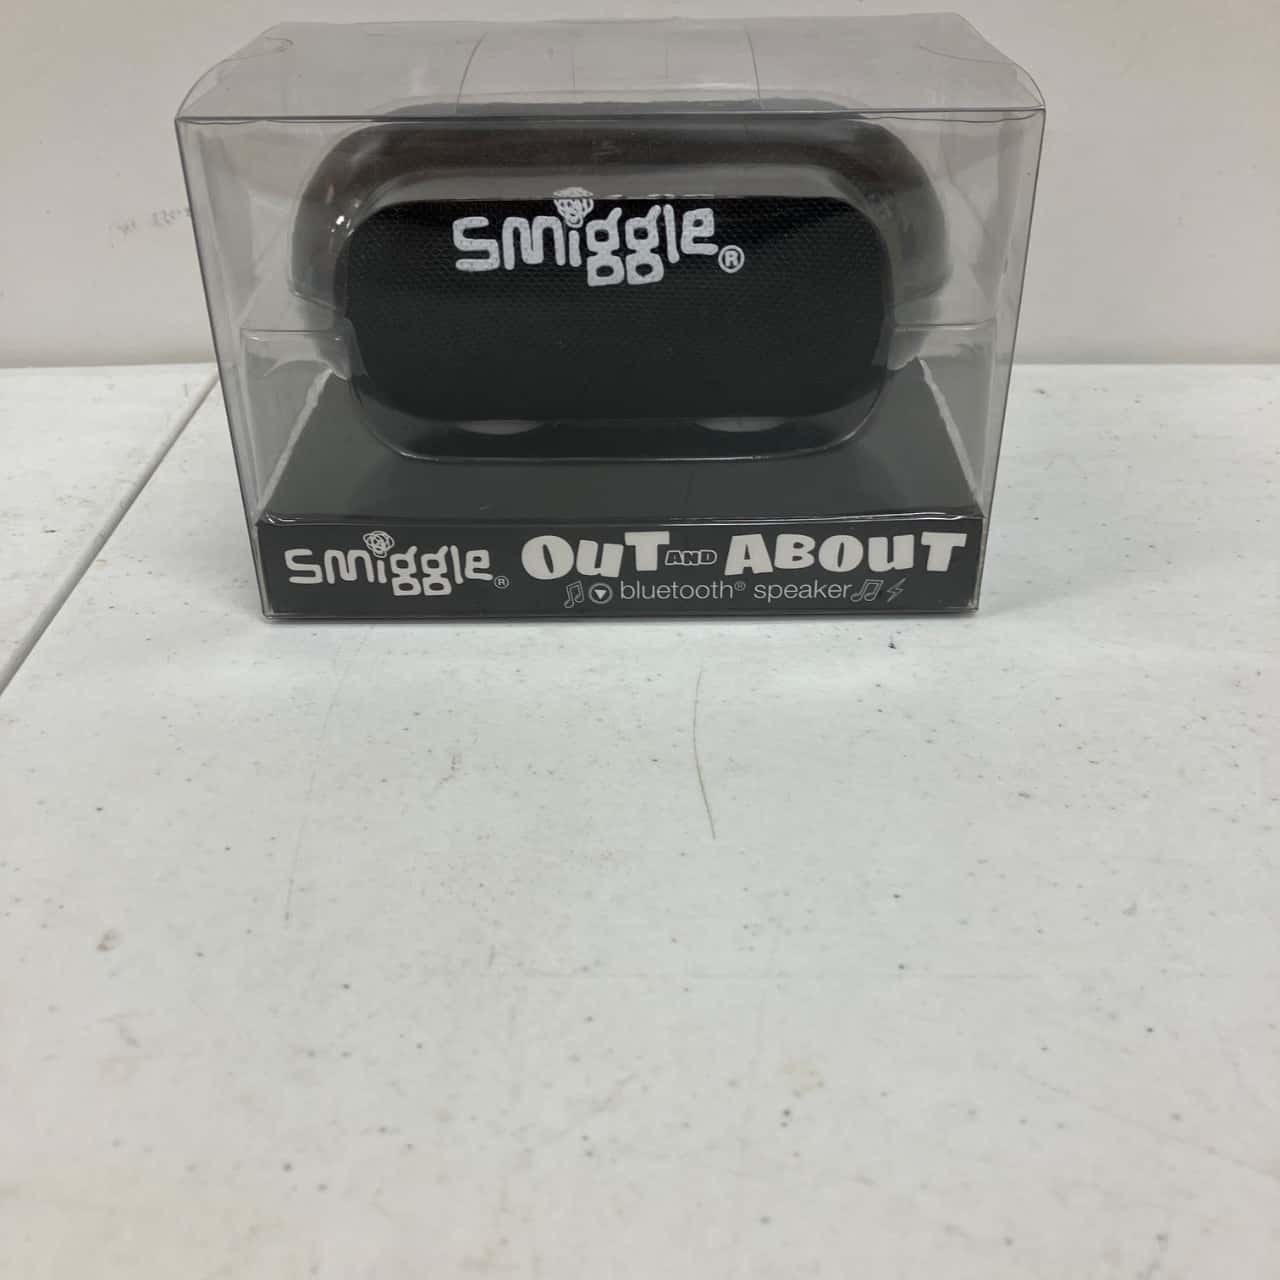 smiggle®
smiggle® OUT AND ABOUT
bluetooth® speaker